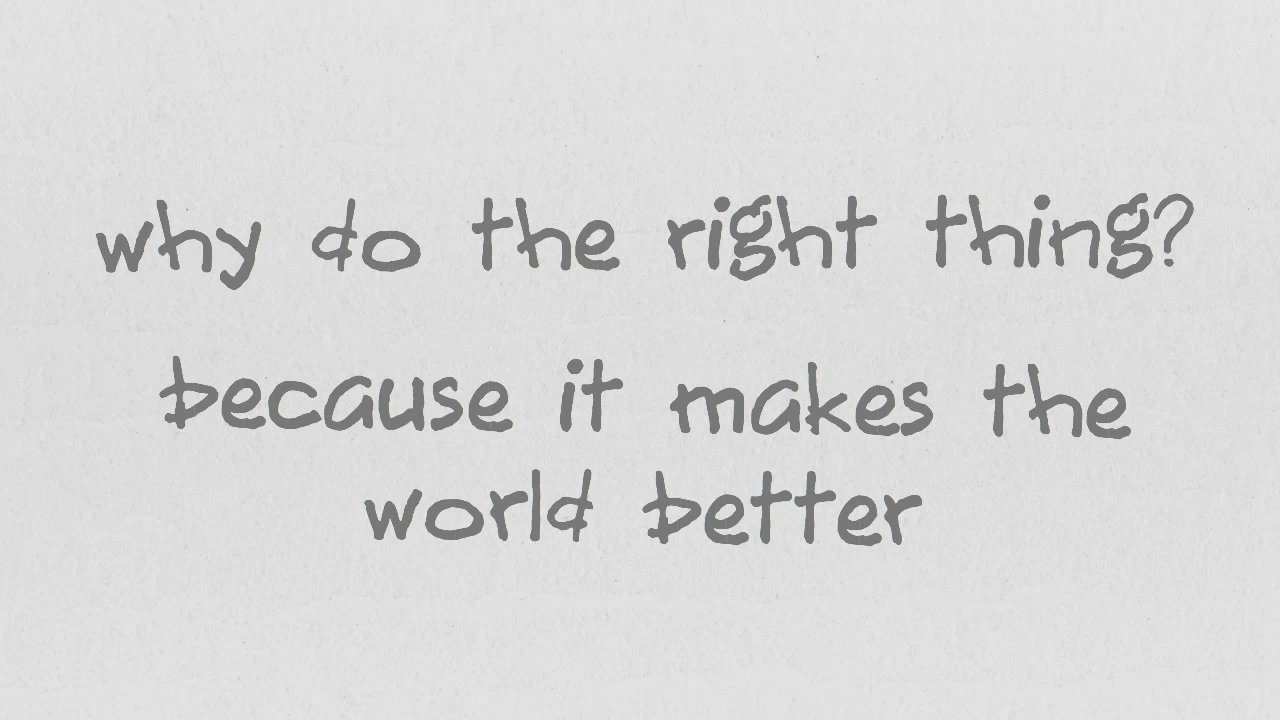 why do the right thing?
because it makes the
world better